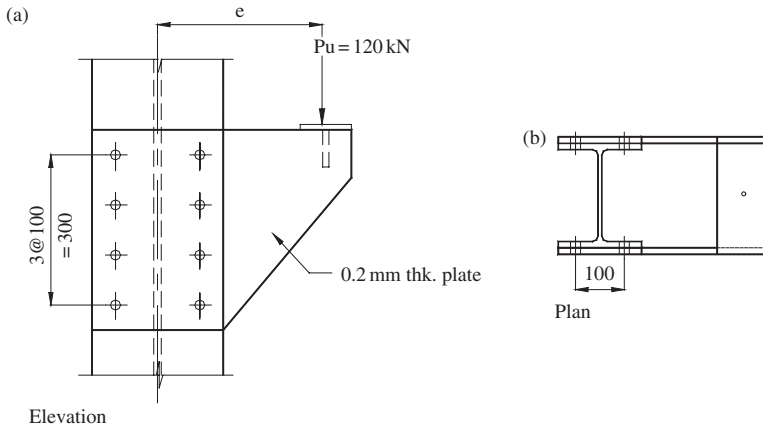 (a)
e
Pu = 120 kN
(b)
3@100
= 300
0.2 mm thk. plate
100
Plan
Elevation